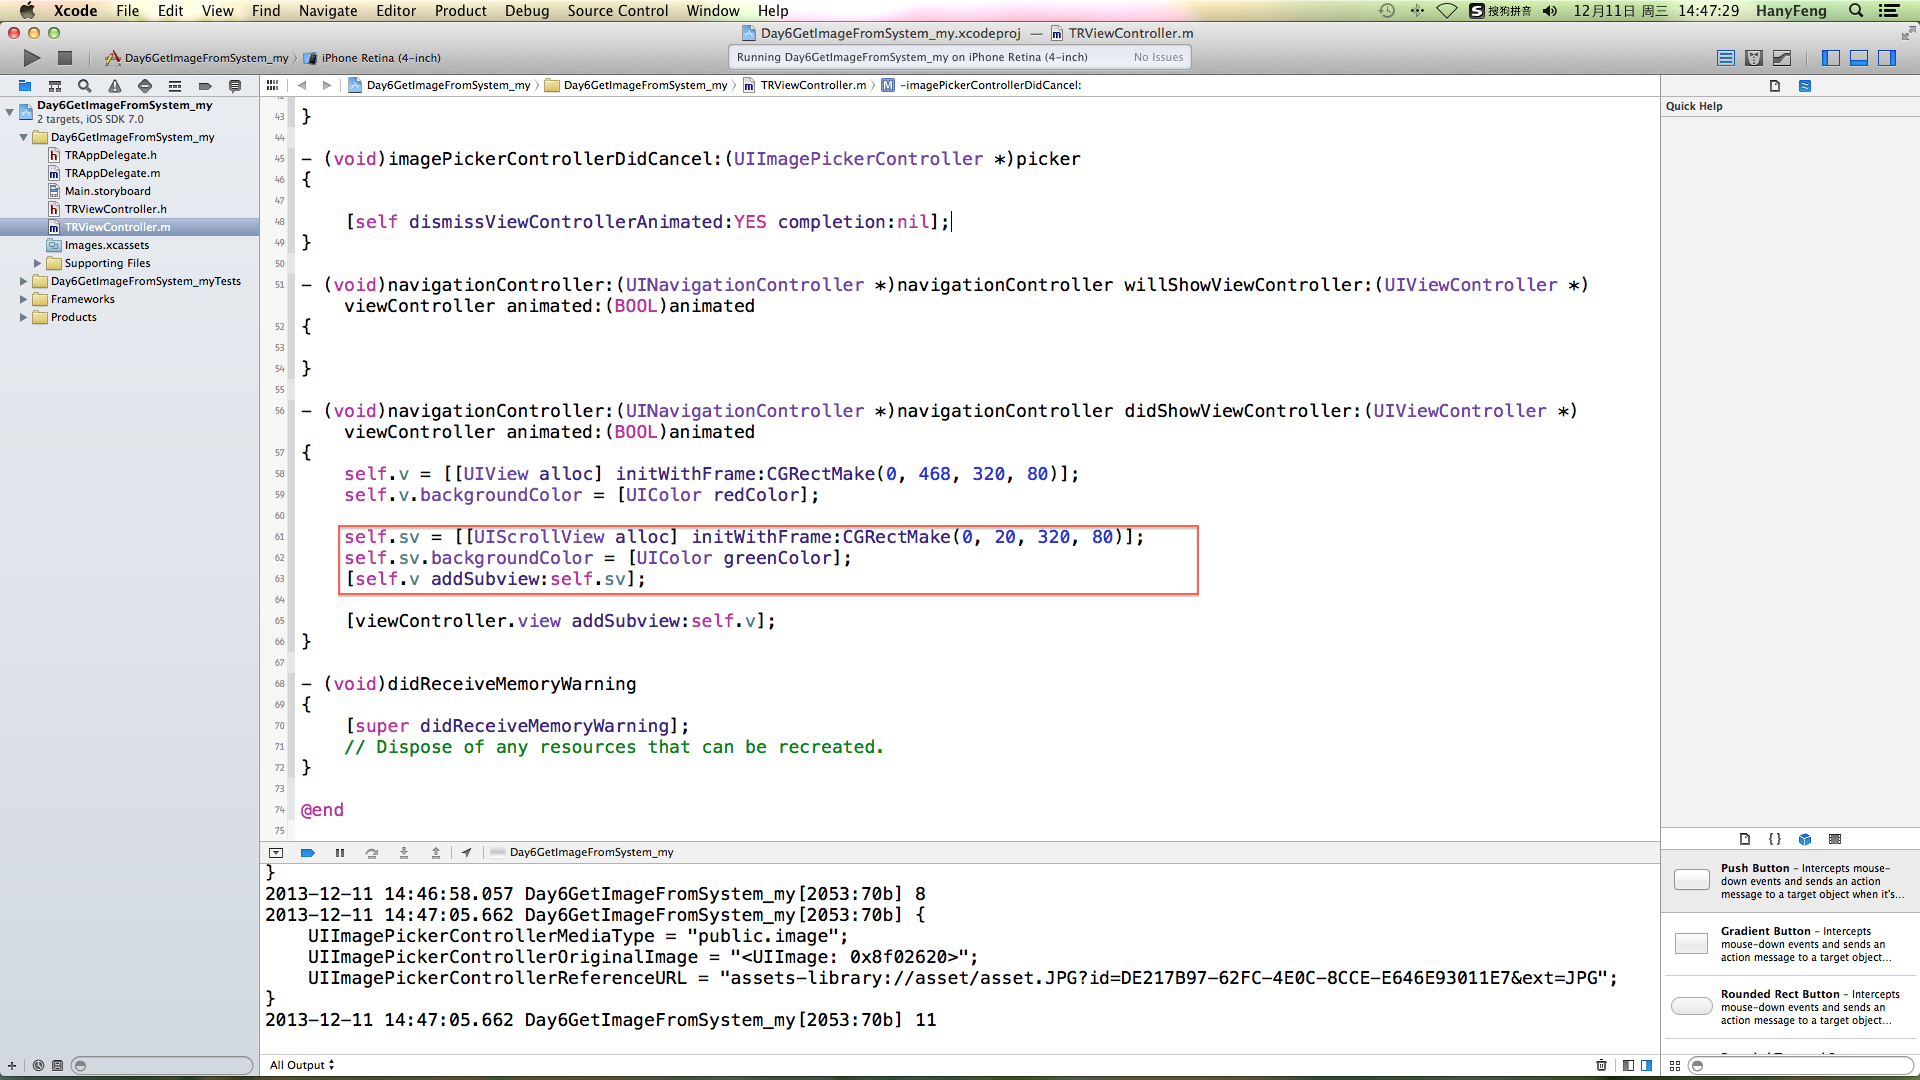 Xcode File Edit View Find Navigate Editor Product Debug Source Control Window Help
S 搜狗拼音 12月11日 周三 14:47:29 HanyFeng
Day6GetImageFromSystem_my.xcodeproj — TRViewController.m
Day6GetImageFromSystem_my iPhone Retina (4-inch)
Running Day6GetImageFromSystem_my on iPhone Retina (4-inch) No Issues
Day6GetImageFromSystem_my Day6GetImageFromSystem_my TRViewController.m M -imagePickerControllerDidCancel:
Day6GetImageFromSystem_my
2 targets, iOS SDK 7.0
Day6GetImageFromSystem_my
h TRAppDelegate.h
m TRAppDelegate.m
Main.storyboard
h TRViewController.h
m TRViewController.m
Images.xcassets
Supporting Files
Day6GetImageFromSystem_myTests
Frameworks
Products
43 }
44
45 - (void)imagePickerControllerDidCancel:(UIImagePickerController *)picker
46 {
47
48 [self dismissViewControllerAnimated:YES completion:nil];
49 }
50
51 - (void)navigationController:(UINavigationController *)navigationController willShowViewController:(UIViewController *)
viewController animated:(BOOL)animated
52 {
53
54 }
55
56 - (void)navigationController:(UINavigationController *)navigationController didShowViewController:(UIViewController *)
viewController animated:(BOOL)animated
57 {
58 self.v = [[UIView alloc] initWithFrame:CGRectMake(0, 468, 320, 80)];
59 self.v.backgroundColor = [UIColor redColor];
60
61 self.sv = [[UIScrollView alloc] initWithFrame:CGRectMake(0, 20, 320, 80)];
62 self.sv.backgroundColor = [UIColor greenColor];
63 [self.v addSubview:self.sv];
64
65 [viewController.view addSubview:self.v];
66 }
67
68 - (void)didReceiveMemoryWarning
69 {
70 [super didReceiveMemoryWarning];
71 // Dispose of any resources that can be recreated.
72 }
73
74 @end
75
Day6GetImageFromSystem_my
}
2013-12-11 14:46:58.057 Day6GetImageFromSystem_my[2053:70b] 8
2013-12-11 14:47:05.662 Day6GetImageFromSystem_my[2053:70b] {
UIImagePickerControllerMediaType = "public.image";
UIImagePickerControllerOriginalImage = "<UIImage: 0x8f02620>";
UIImagePickerControllerReferenceURL = "assets-library://asset/asset.JPG?id=DE217B97-62FC-4E0C-8CCE-E646E93011E7&ext=JPG";
}
2013-12-11 14:47:05.662 Day6GetImageFromSystem_my[2053:70b] 11
All Output
Quick Help
{ }
Push Button - Intercepts mouse-
down events and sends an action
message to a target object when it's...
Gradient Button - Intercepts
mouse-down events and sends an
action message to a target object...
Rounded Rect Button - Intercepts
mouse-down events and sends an
action message to a target object...